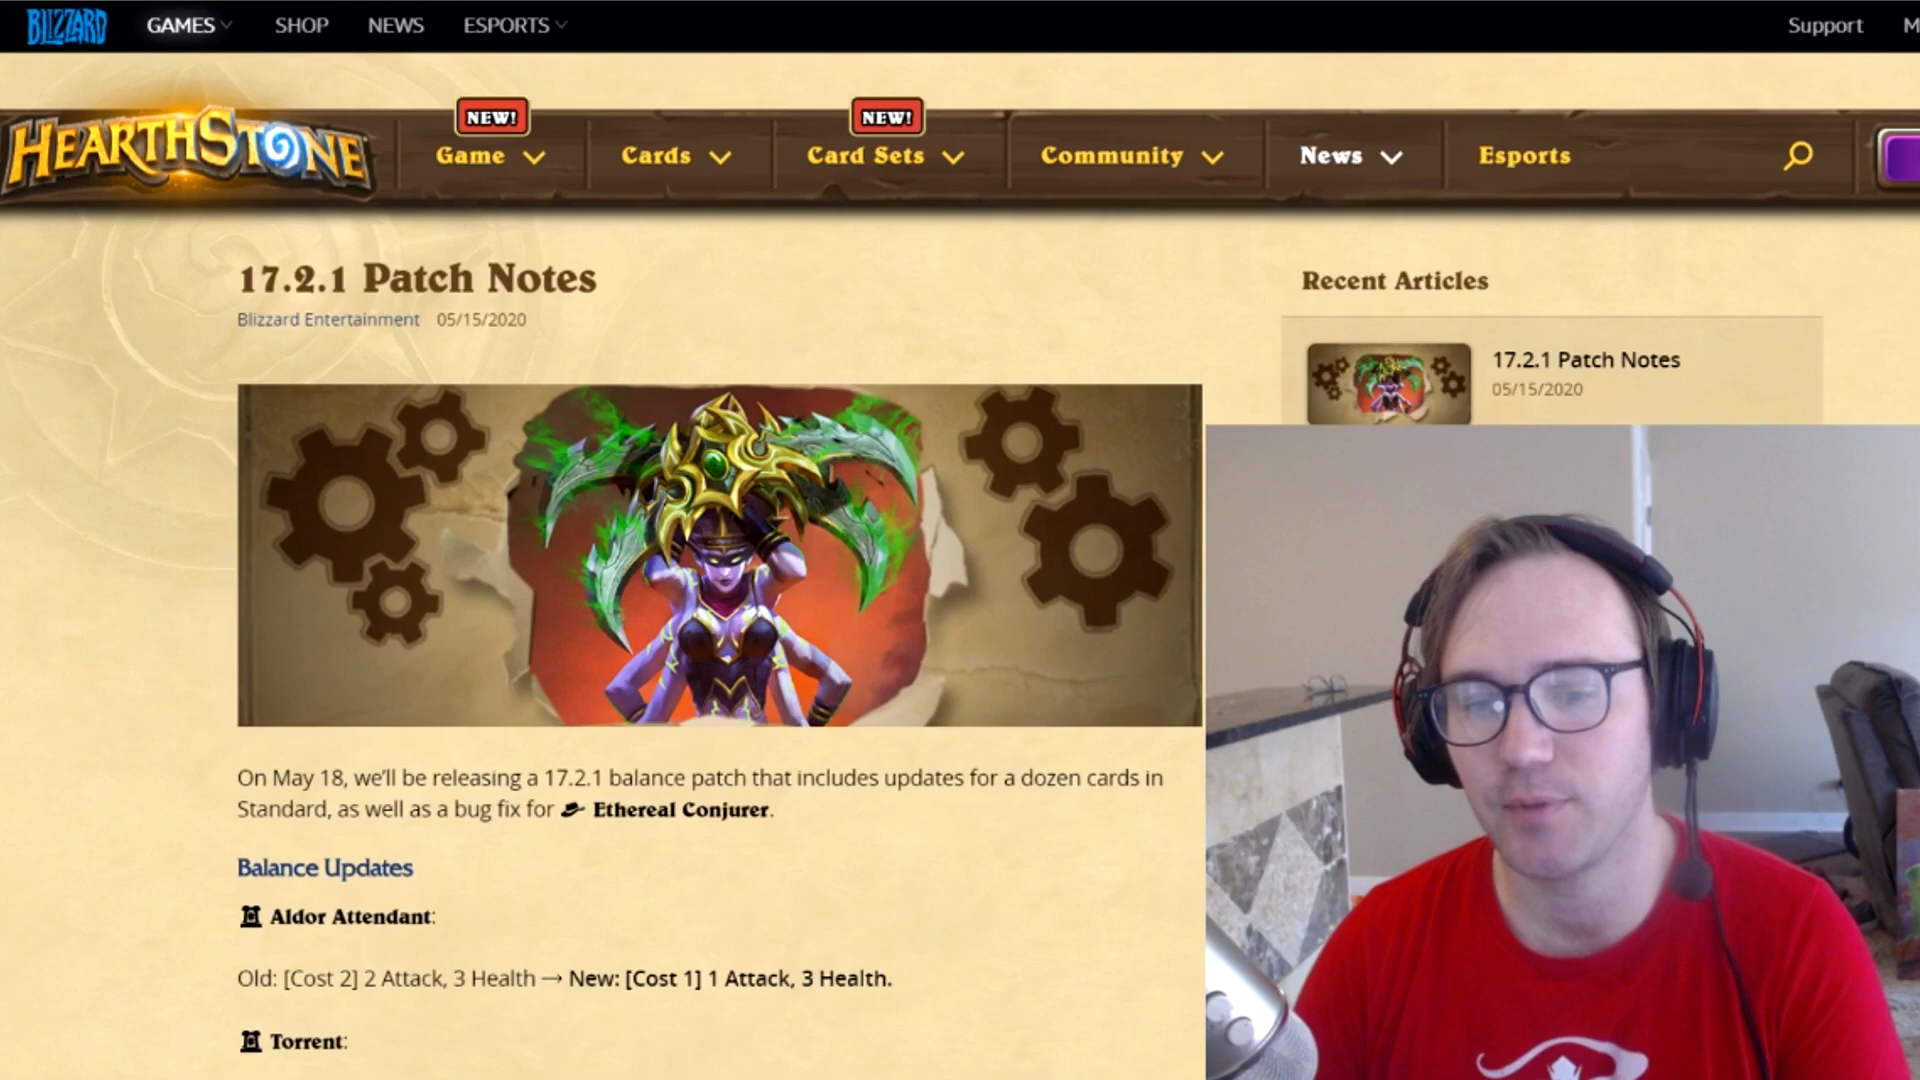 BLIZZARD
GAMES
SHOP
NEWS
ESPORTS
Support
HEARTHSTONE
NEW!
Game
Cards
NEW!
Card Sets
Community
News
Esports
17.2.1 Patch Notes
Blizzard Entertainment 05/15/2020
On May 18, we'll be releasing a 17.2.1 balance patch that includes updates for a dozen cards in
Standard, as well as a bug fix for Ethereal Conjurer.
Balance Updates
Aldor Attendant:
Old: [Cost 2] 2 Attack, 3 Health → New: [Cost 1] 1 Attack, 3 Health.
Torrent:
Recent Articles
17.2.1 Patch Notes
05/15/2020